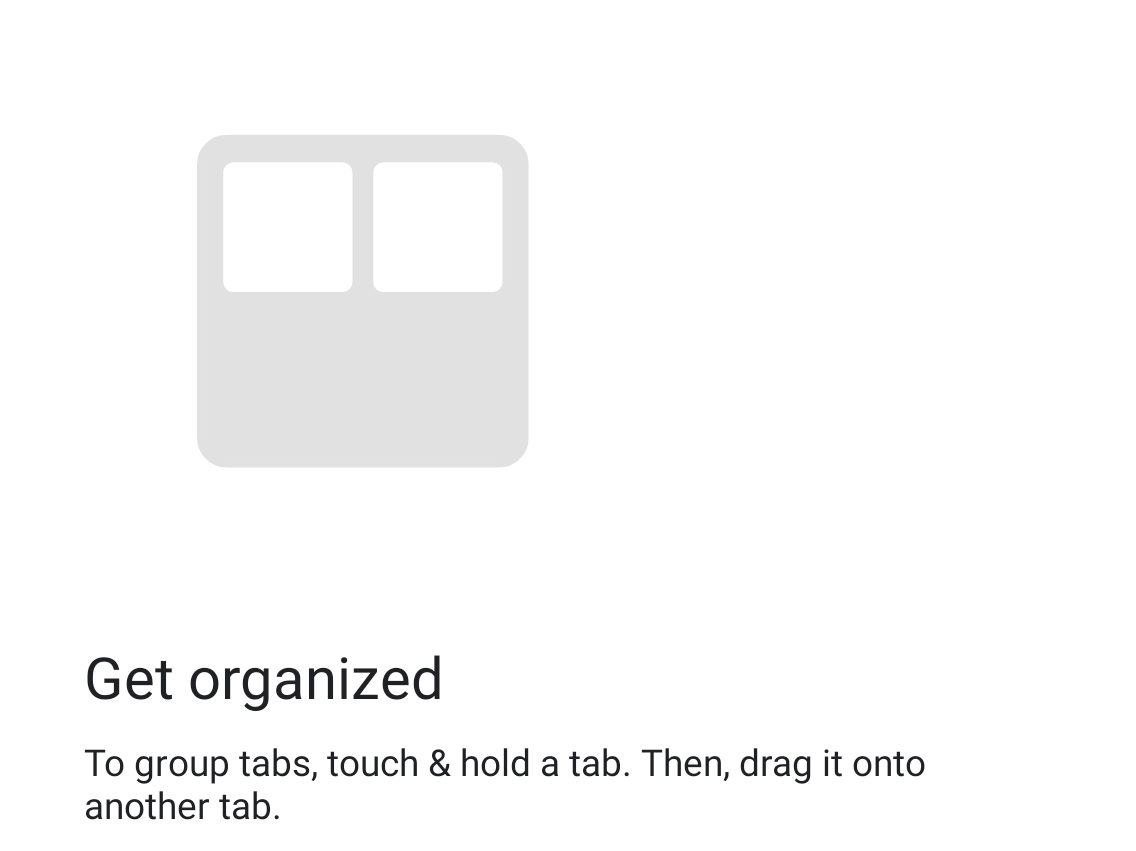 Get organized
To group tabs, touch & hold a tab. Then, drag it onto
another tab.